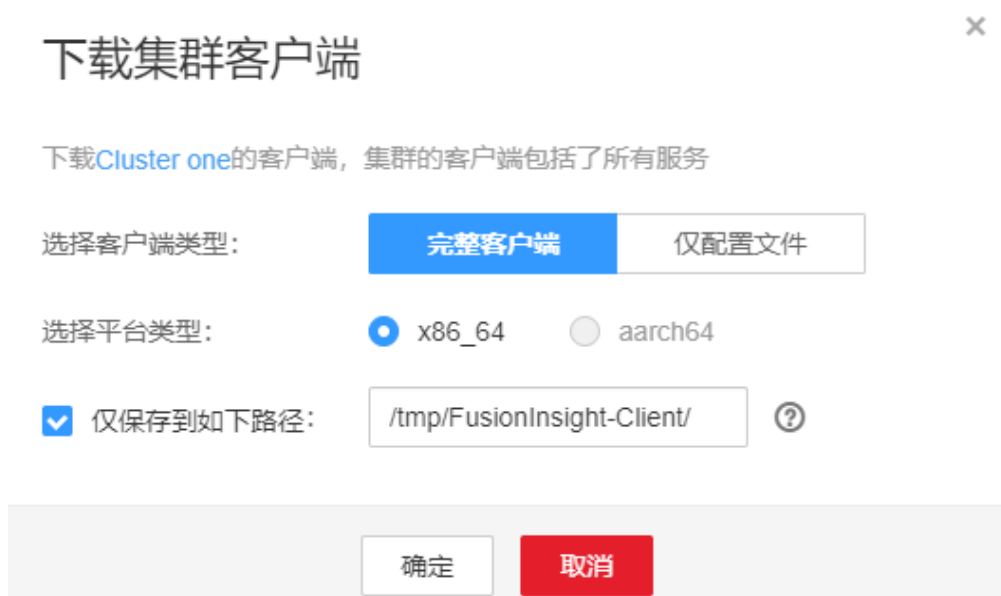 下载集群客户端
下载Cluster one的客户端，集群的客户端包括了所有服务
选择客户端类型： 完整客户端 仅配置文件
选择平台类型： x86_64 aarch64
仅保存到如下路径： /tmp/FusionInsight-Client/
确定 取消